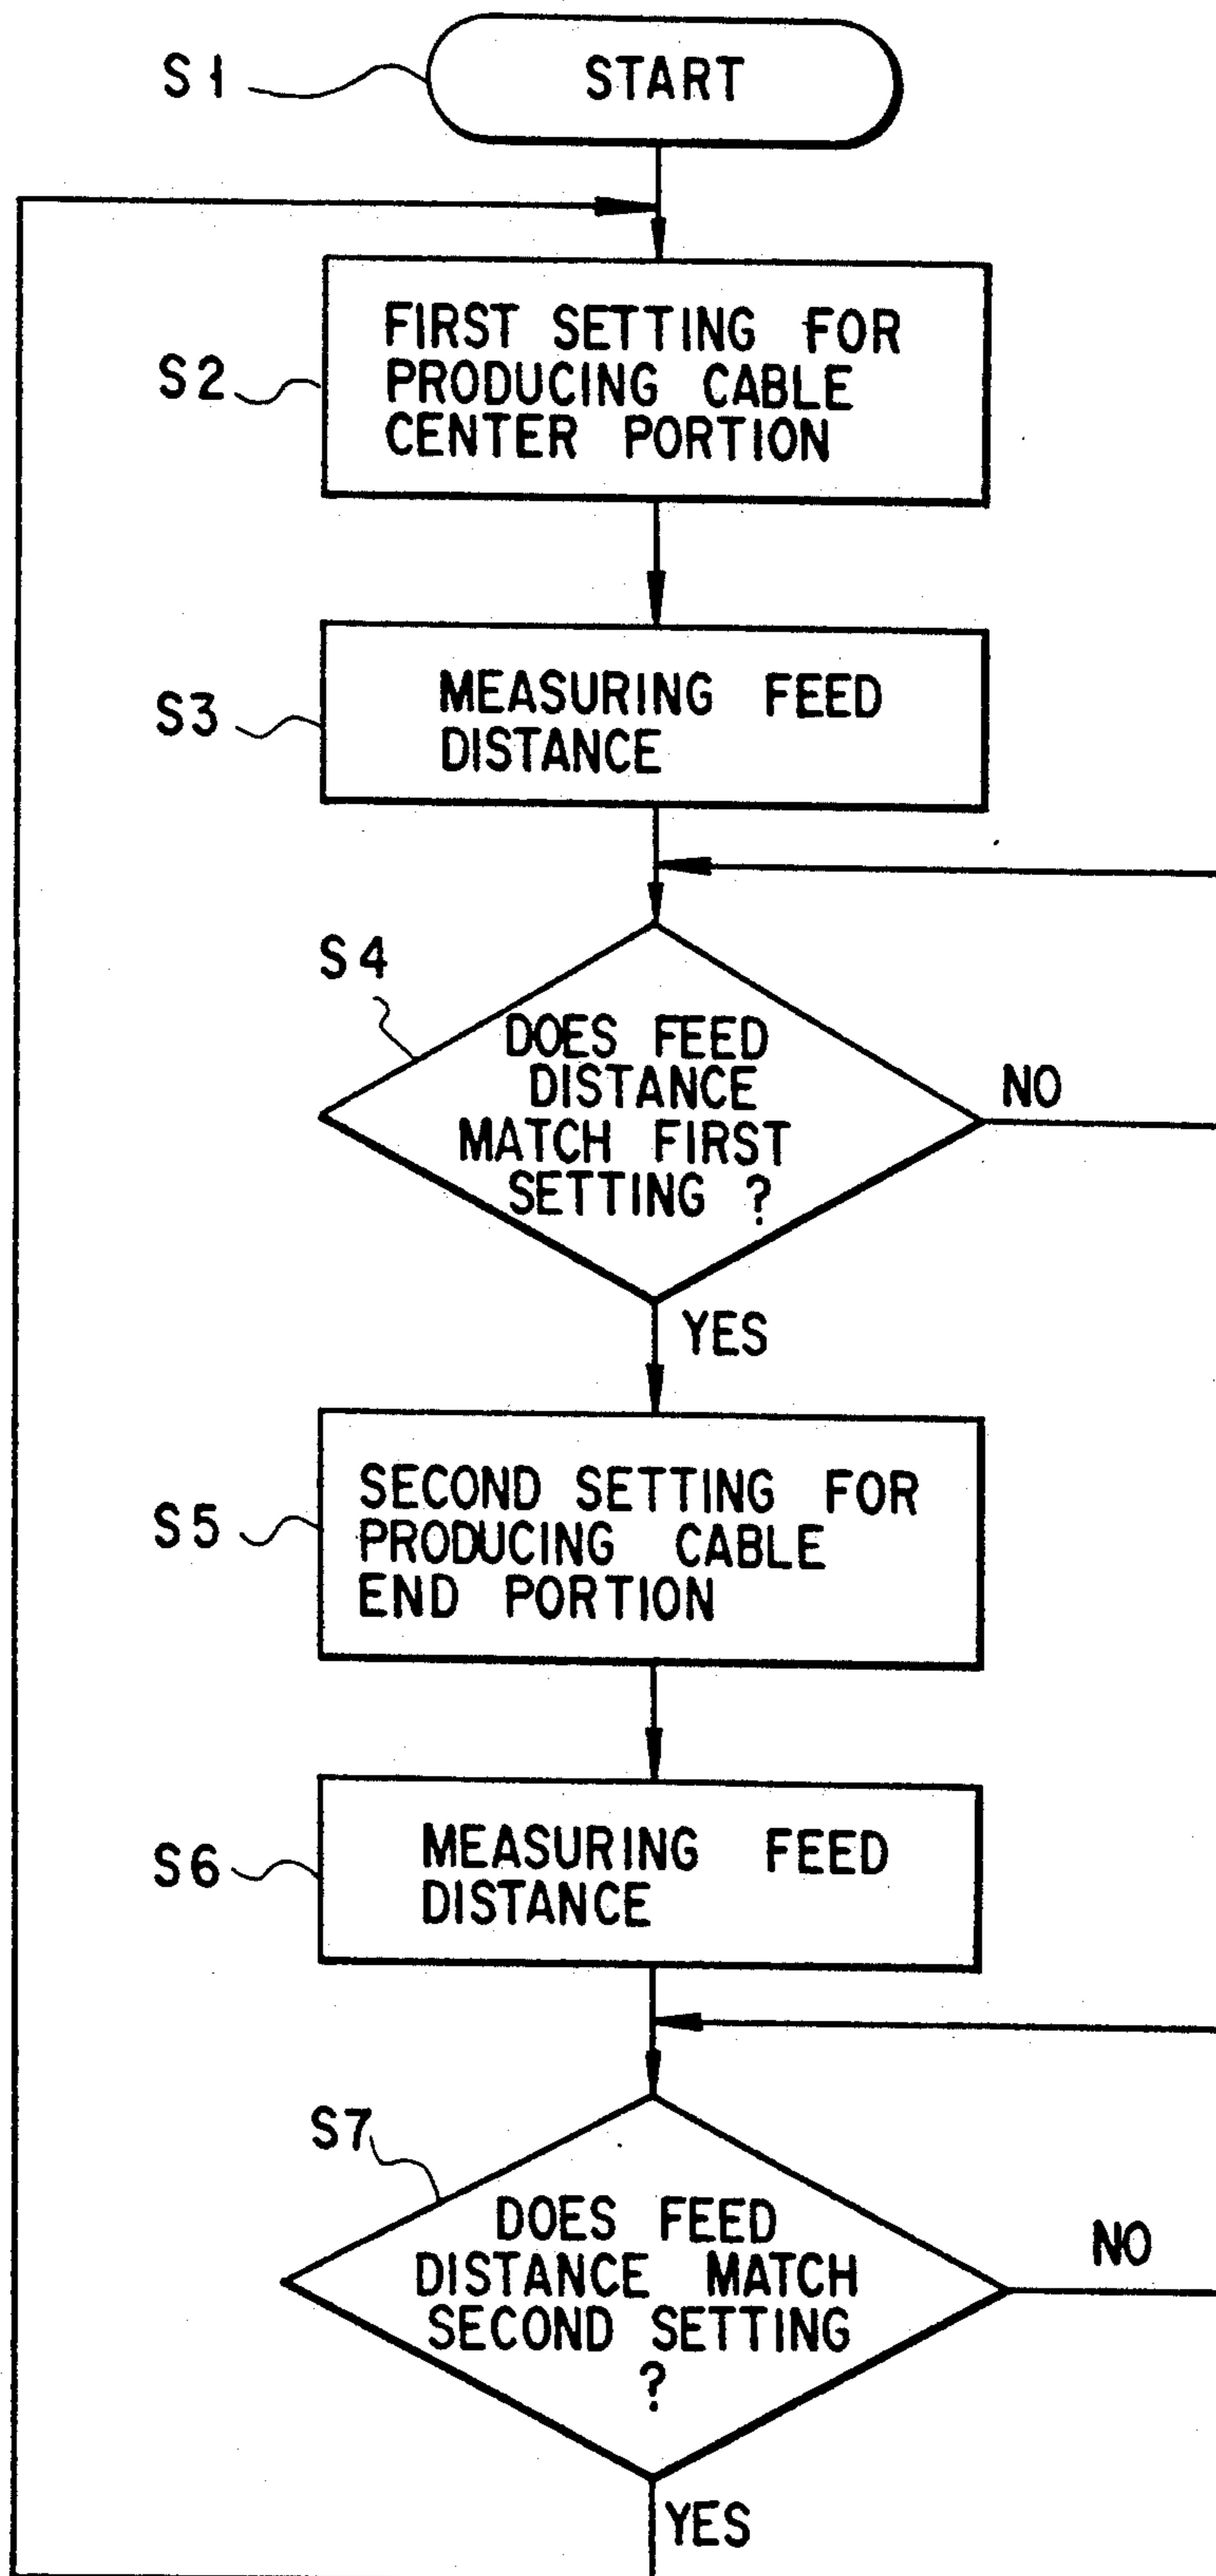 S1
START
S2
FIRST SETTING FOR
PRODUCING CABLE
CENTER PORTION
S3
MEASURING FEED
DISTANCE
S4
DOES FEED
DISTANCE
MATCH FIRST
SETTING ?
NO
YES
S5
SECOND SETTING FOR
PRODUCING CABLE
END PORTION
S6
MEASURING FEED
DISTANCE
S7
DOES FEED
DISTANCE MATCH
SECOND SETTING
?
NO
YES